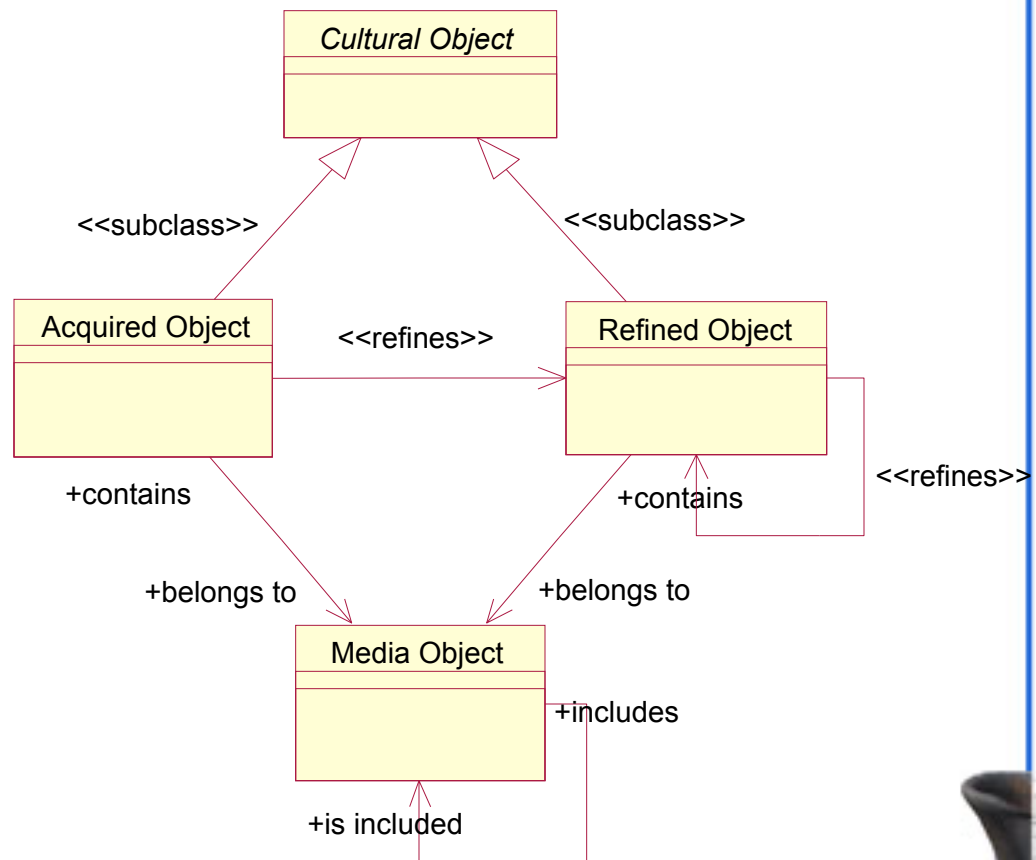 Cultural Object
<<subclass>>
<<subclass>>
Acquired Object
<<refines>>
Refined Object
+contains
+contains
<<refines>>
+belongs to
+belongs to
Media Object
+includes
+is included